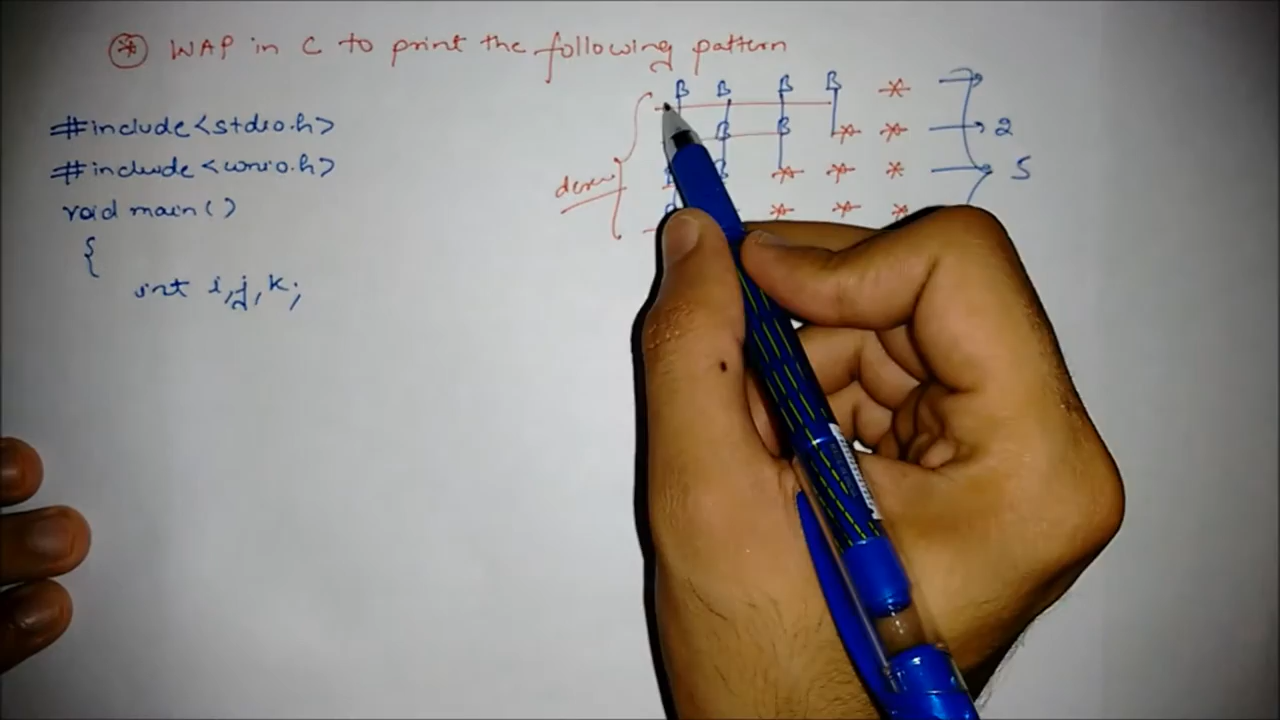 * WAP in C to print the following pattern
#include<stdio.h>
#include<conio.h>
void main()
{
int i,j,k;
B B B B *
B B * * 2
B B * * * 5
B * * *